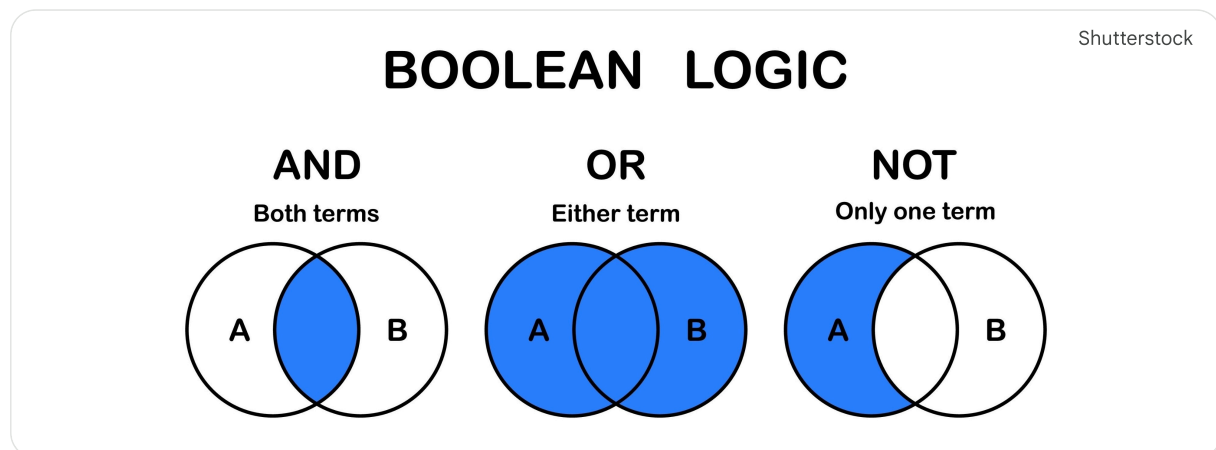 Shutterstock
BOOLEAN LOGIC
AND
Both terms
A
B
OR
Either term
A
B
NOT
Only one term
A
B